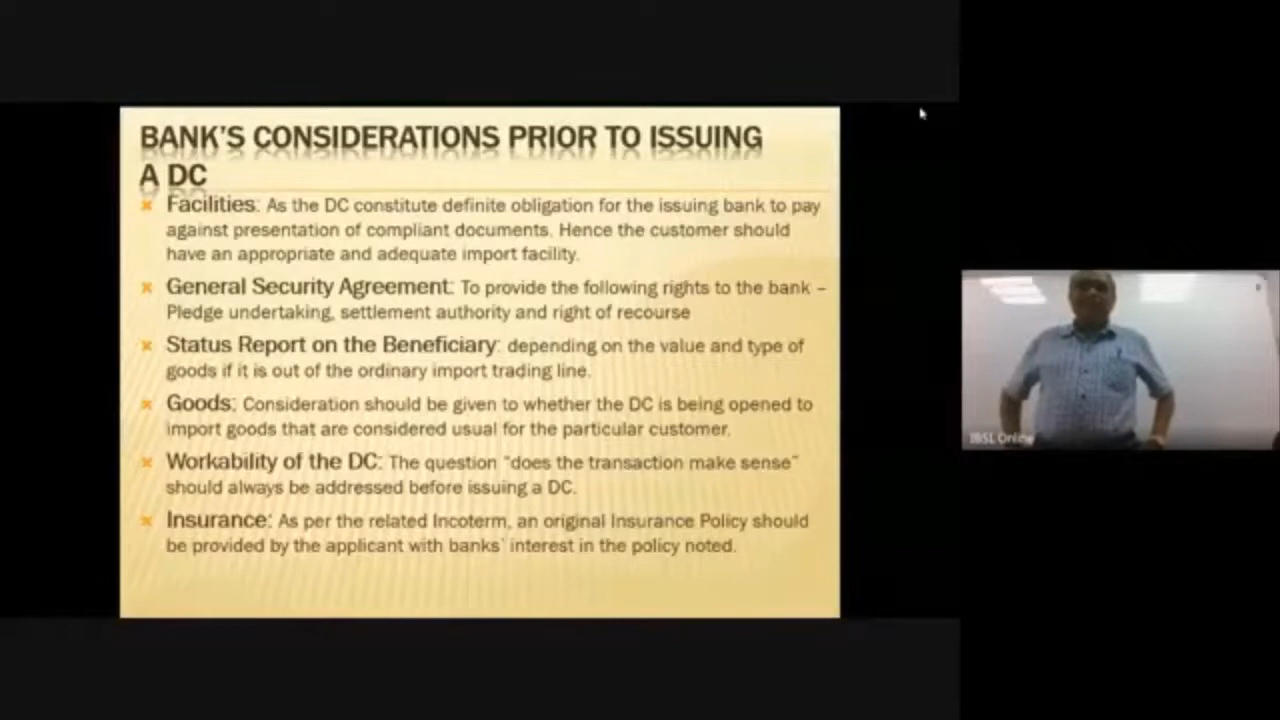 BANK'S CONSIDERATIONS PRIOR TO ISSUING
A DC
Facilities: As the DC constitute definite obligation for the issuing bank to pay
against presentation of compliant documents. Hence the customer should
have an appropriate and adequate import facility.
General Security Agreement: To provide the following rights to the bank –
Pledge undertaking, settlement authority and right of recourse
Status Report on the Beneficiary: depending on the value and type of
goods if it is out of the ordinary import trading line.
Goods: Consideration should be given to whether the DC is being opened to
import goods that are considered usual for the particular customer.
Workability of the DC: The question "does the transaction make sense"
should always be addressed before issuing a DC.
Insurance: As per the related Incoterm, an original Insurance Policy should
be provided by the applicant with banks' interest in the policy noted.
IBSL Online